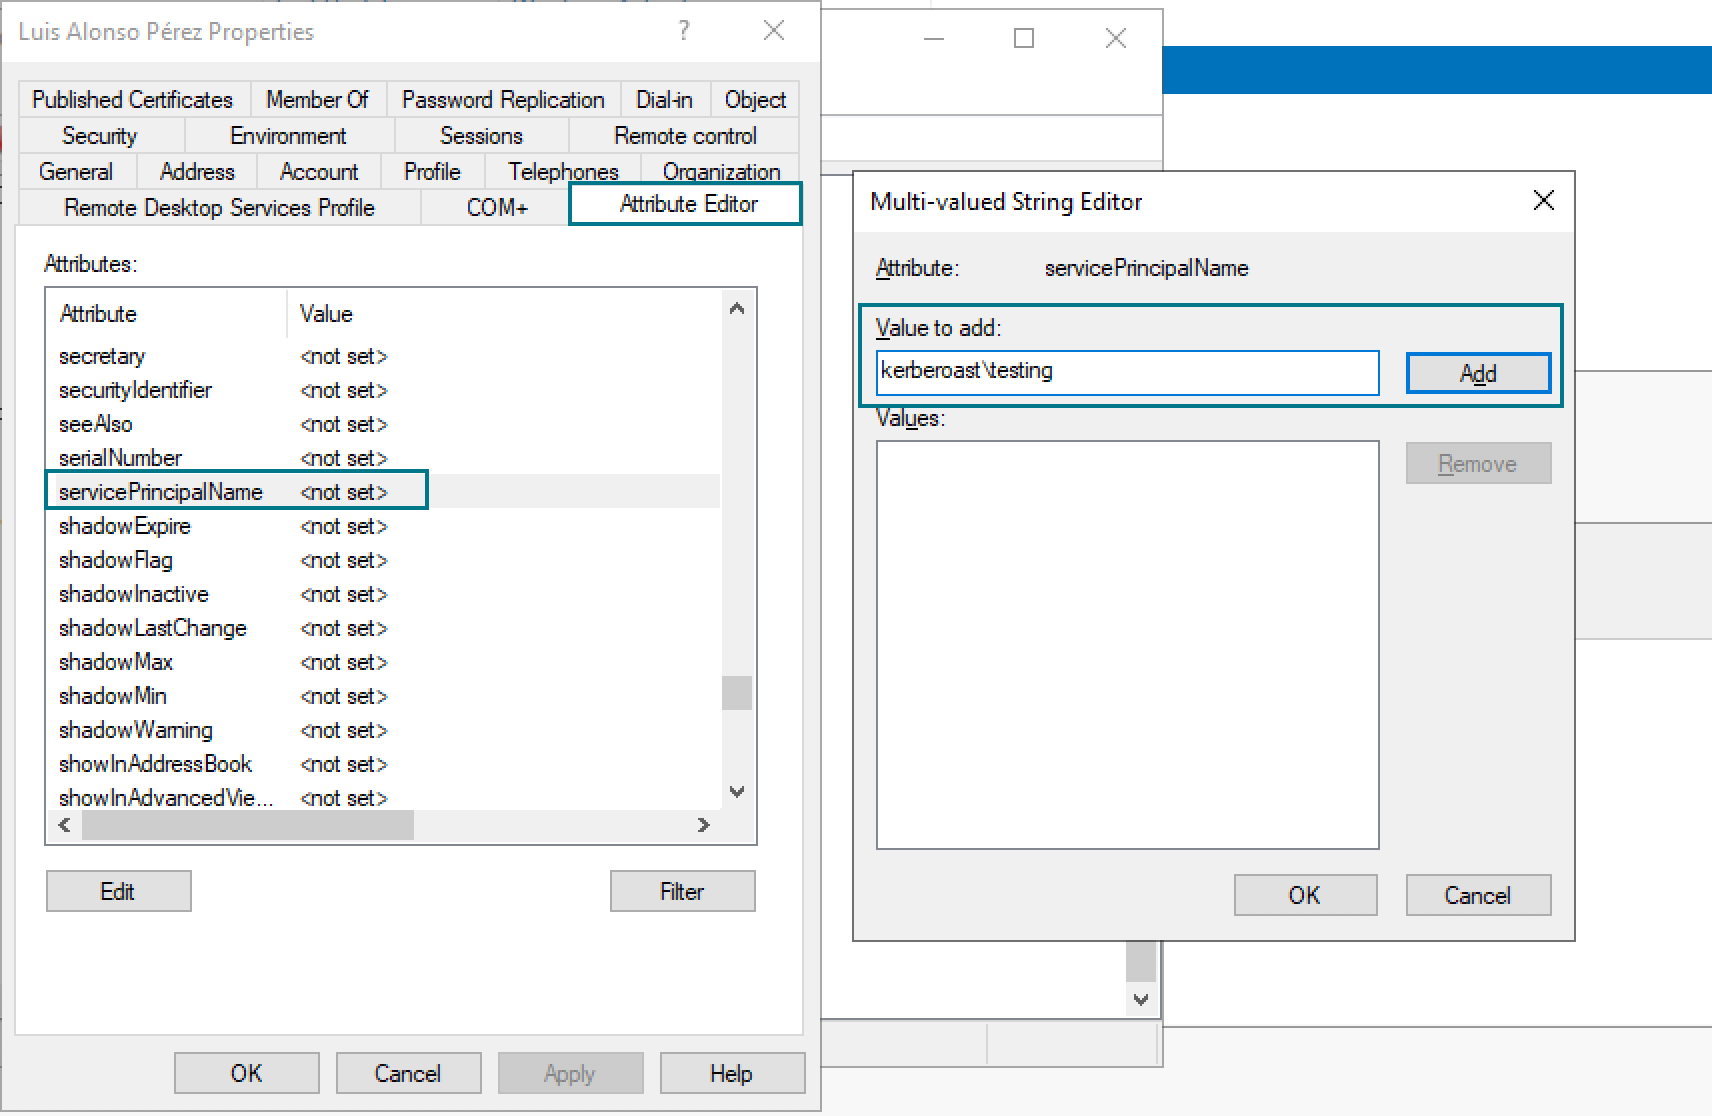 Luis Alonso Pérez Properties
?
Published Certificates Member Of Password Replication Dial-in Object
Security Environment Sessions Remote control
General Address Account Profile Telephones Organization
Remote Desktop Services Profile COM+ Attribute Editor
Attributes:
Attribute Value
secretary <not set>
securityIdentifier <not set>
seeAlso <not set>
serialNumber <not set>
servicePrincipalName <not set>
shadowExpire <not set>
shadowFlag <not set>
shadowInactive <not set>
shadowLastChange <not set>
shadowMax <not set>
shadowMin <not set>
shadowWarning <not set>
showInAddressBook <not set>
showInAdvancedVie... <not set>
Edit Filter
OK Cancel Apply Help
Multi-valued String Editor
Attribute: servicePrincipalName
Value to add:
kerberoast\testing Add
Values:
Remove
OK Cancel